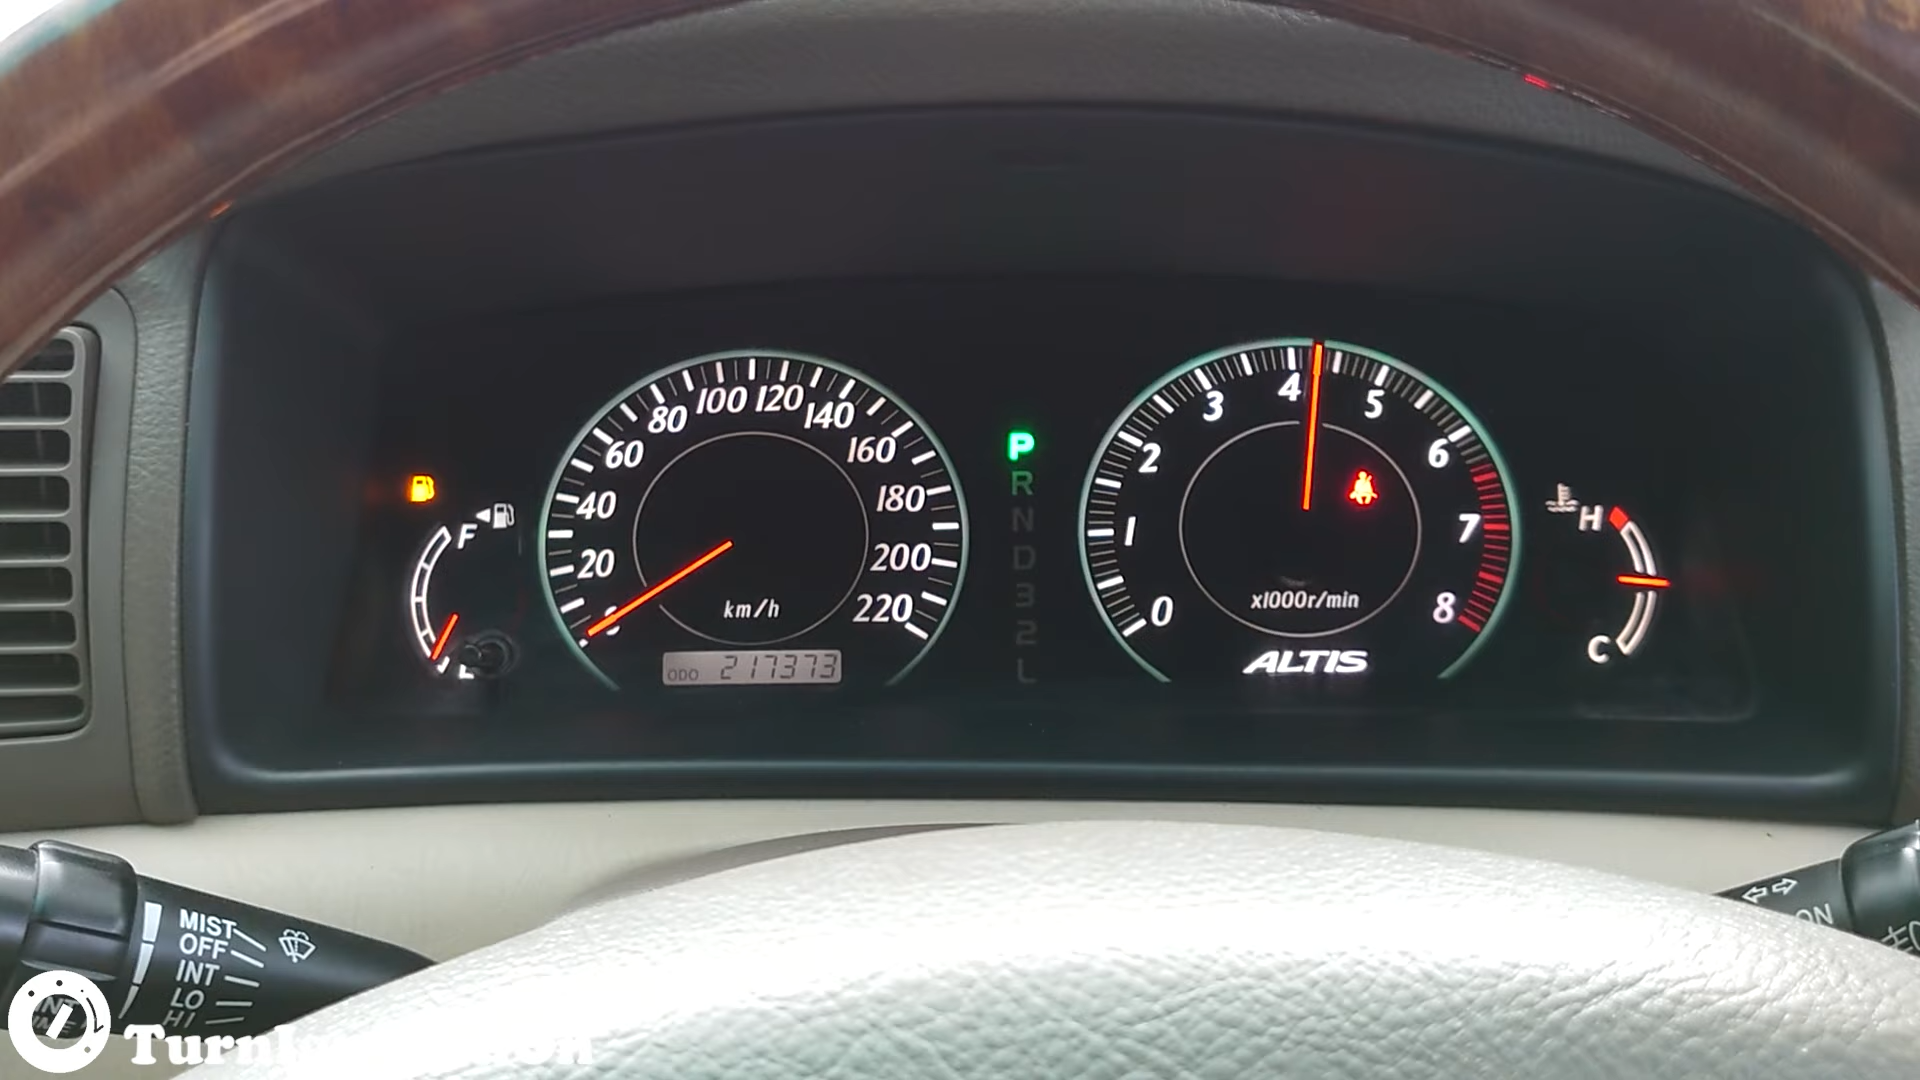 F
20
40
60
80
100
120
140
160
180
200
220
km/h
ODO 217373
P
R
N
D
3
2
L
0
1
2
3
4
5
6
7
8
x1000r/min
ALTIS
H
C
MIST
OFF
INT
LO
HI
ON